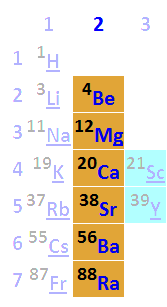 1 2 3
1 ¹H
2 ³Li ⁴Be
3 ¹¹Na ¹²Mg
4 ¹⁹K ²⁰Ca ²¹Sc
5 ³⁷Rb ³⁸Sr ³⁹Y
6 ⁵⁵Cs ⁵⁶Ba
7 ⁸⁷Fr ⁸⁸Ra